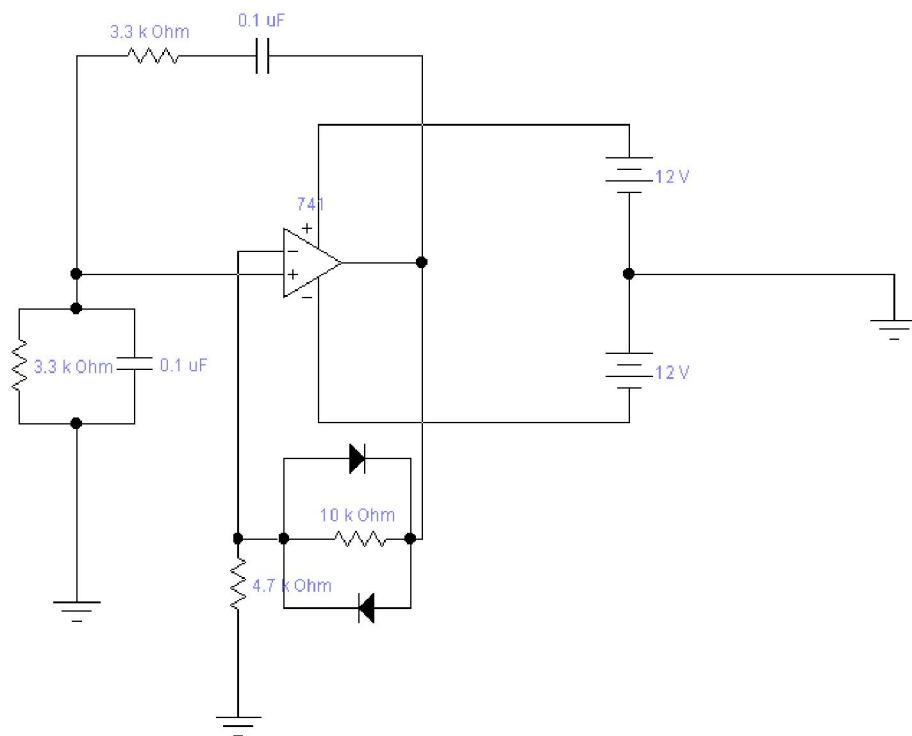 0.1 uF
3.3 k Ohm
741
+
−
+
−
12 V
3.3 k Ohm
0.1 uF
12 V
10 k Ohm
4.7 k Ohm